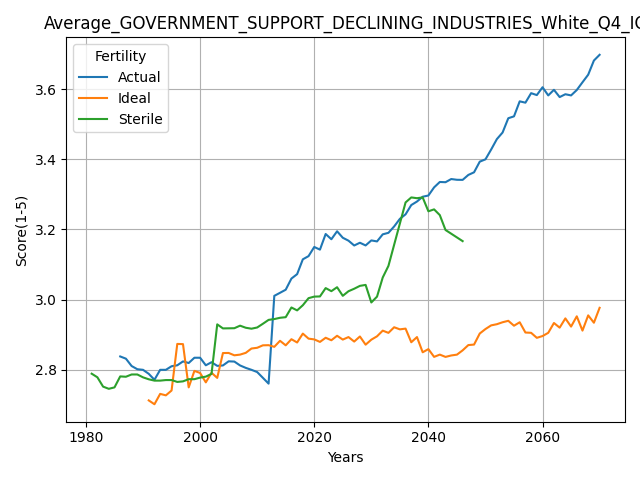 Average_GOVERNMENT_SUPPORT_DECLINING_INDUSTRIES_White_Q4_IC
Fertility
Actual
Ideal
Sterile
Score(1-5)
3.6
3.4
3.2
3.0
2.8
1980 2000 2020 2040 2060
Years